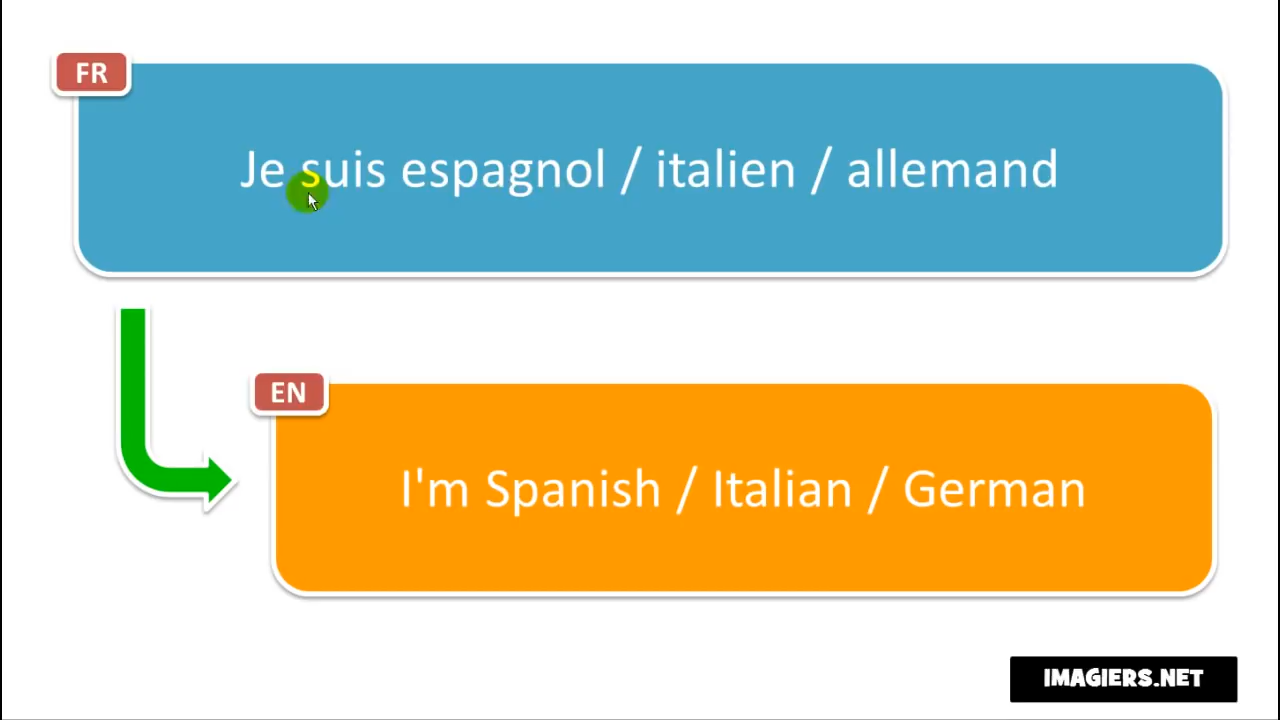 FR
Je suis espagnol / italien / allemand
EN
I'm Spanish / Italian / German
IMAGIERS.NET